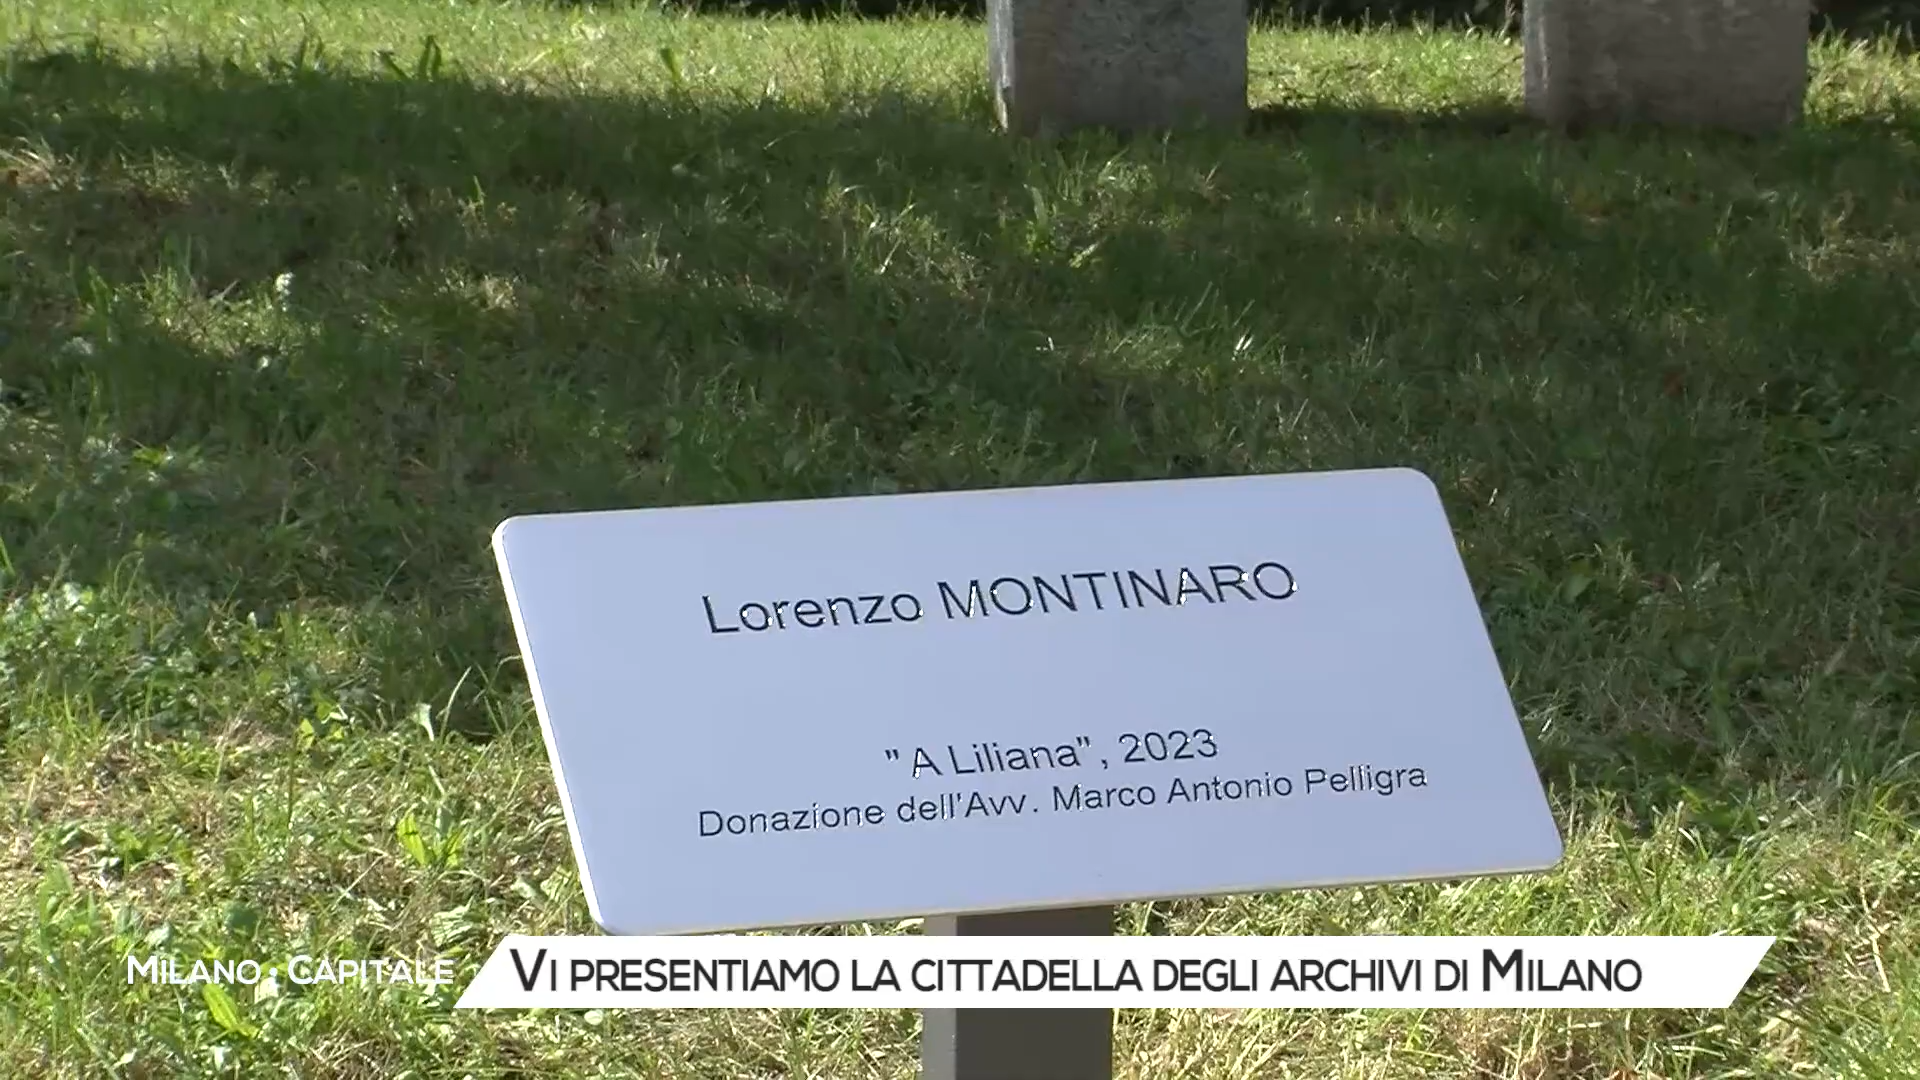 Lorenzo MONTINARO
"A Liliana", 2023
Donazione dell'Avv. Marco Antonio Pelligra
MILANO : CAPITALE
VI PRESENTIAMO LA CITTADELLA DEGLI ARCHIVI DI MILANO